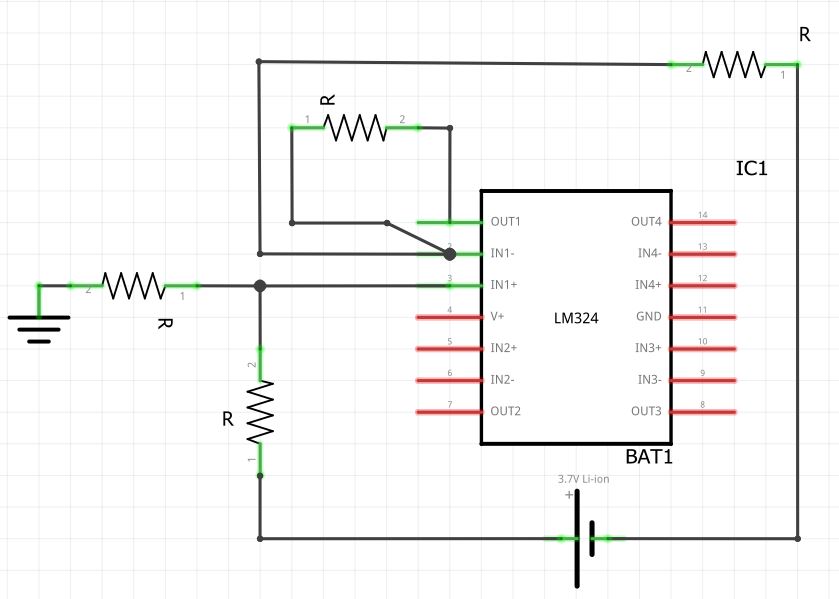 R
2
1
R
1
2
IC1
OUT1
OUT4
14
2
IN1-
IN4-
13
3
IN1+
IN4+
12
2
1
R
4
V+
LM324
GND
11
5
IN2+
IN3+
10
6
IN2-
IN3-
9
7
OUT2
OUT3
8
2
R
1
BAT1
3.7V Li-ion
+